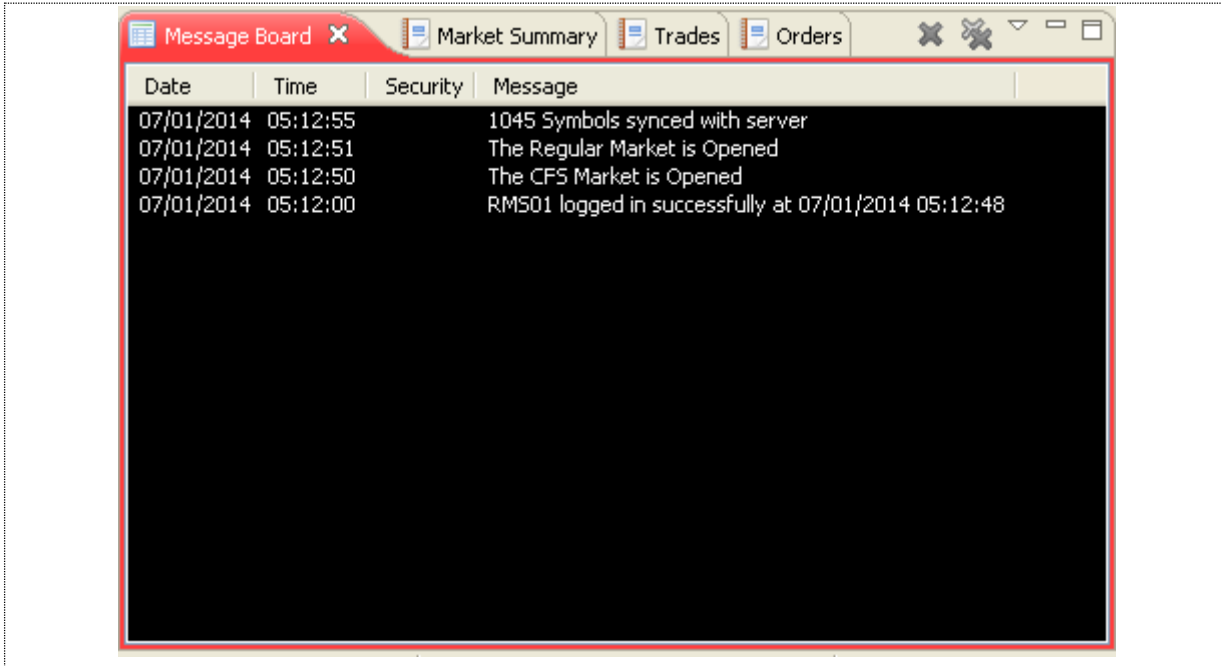 Message Board Market Summary Trades Orders
Date Time Security Message
07/01/2014 05:12:55 1045 Symbols synced with server
07/01/2014 05:12:51 The Regular Market is Opened
07/01/2014 05:12:50 The CFS Market is Opened
07/01/2014 05:12:00 RMS01 logged in successfully at 07/01/2014 05:12:48